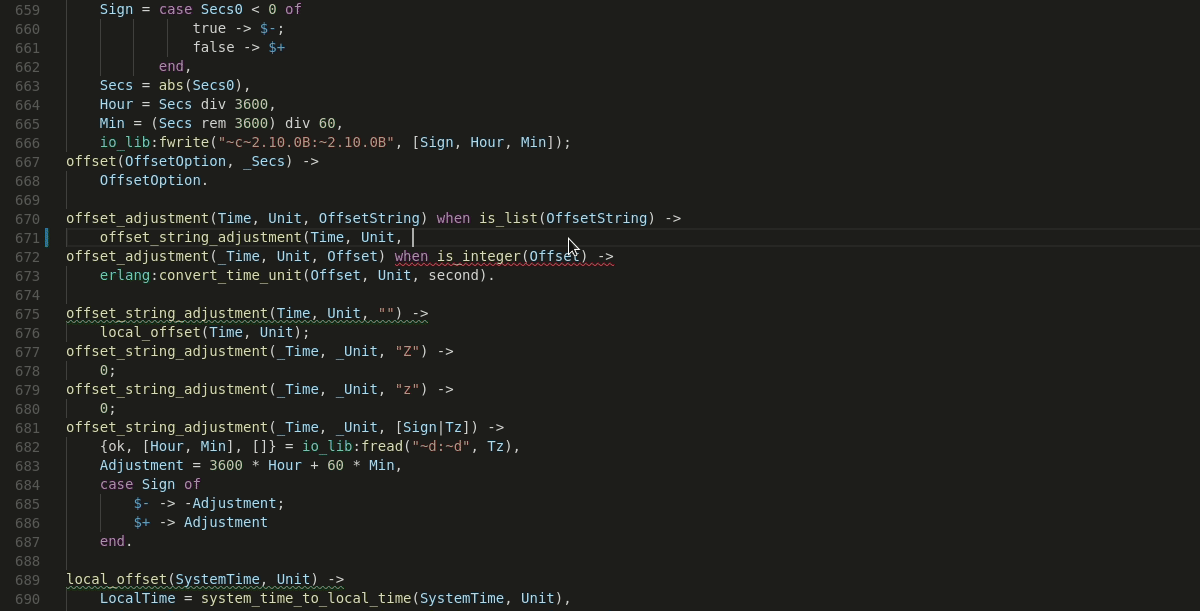 659 Sign = case Secs0 < 0 of
660 true -> $-;
661 false -> $+
662 end,
663 Secs = abs(Secs0),
664 Hour = Secs div 3600,
665 Min = (Secs rem 3600) div 60,
666 io_lib:fwrite("~c~2.10.0B:~2.10.0B", [Sign, Hour, Min]);
667 offset(OffsetOption, _Secs) ->
668 OffsetOption.
669
670 offset_adjustment(Time, Unit, OffsetString) when is_list(OffsetString) ->
671 offset_string_adjustment(Time, Unit,
672 offset_adjustment(_Time, Unit, Offset) when is_integer(Offset) ->
673 erlang:convert_time_unit(Offset, Unit, second).
674
675 offset_string_adjustment(Time, Unit, "") ->
676 local_offset(Time, Unit);
677 offset_string_adjustment(_Time, _Unit, "Z") ->
678 0;
679 offset_string_adjustment(_Time, _Unit, "z") ->
680 0;
681 offset_string_adjustment(_Time, _Unit, [Sign|Tz]) ->
682 {ok, [Hour, Min], []} = io_lib:fread("~d:~d", Tz),
683 Adjustment = 3600 * Hour + 60 * Min,
684 case Sign of
685 $- -> -Adjustment;
686 $+ -> Adjustment
687 end.
688
689 local_offset(SystemTime, Unit) ->
690 LocalTime = system_time_to_local_time(SystemTime, Unit),